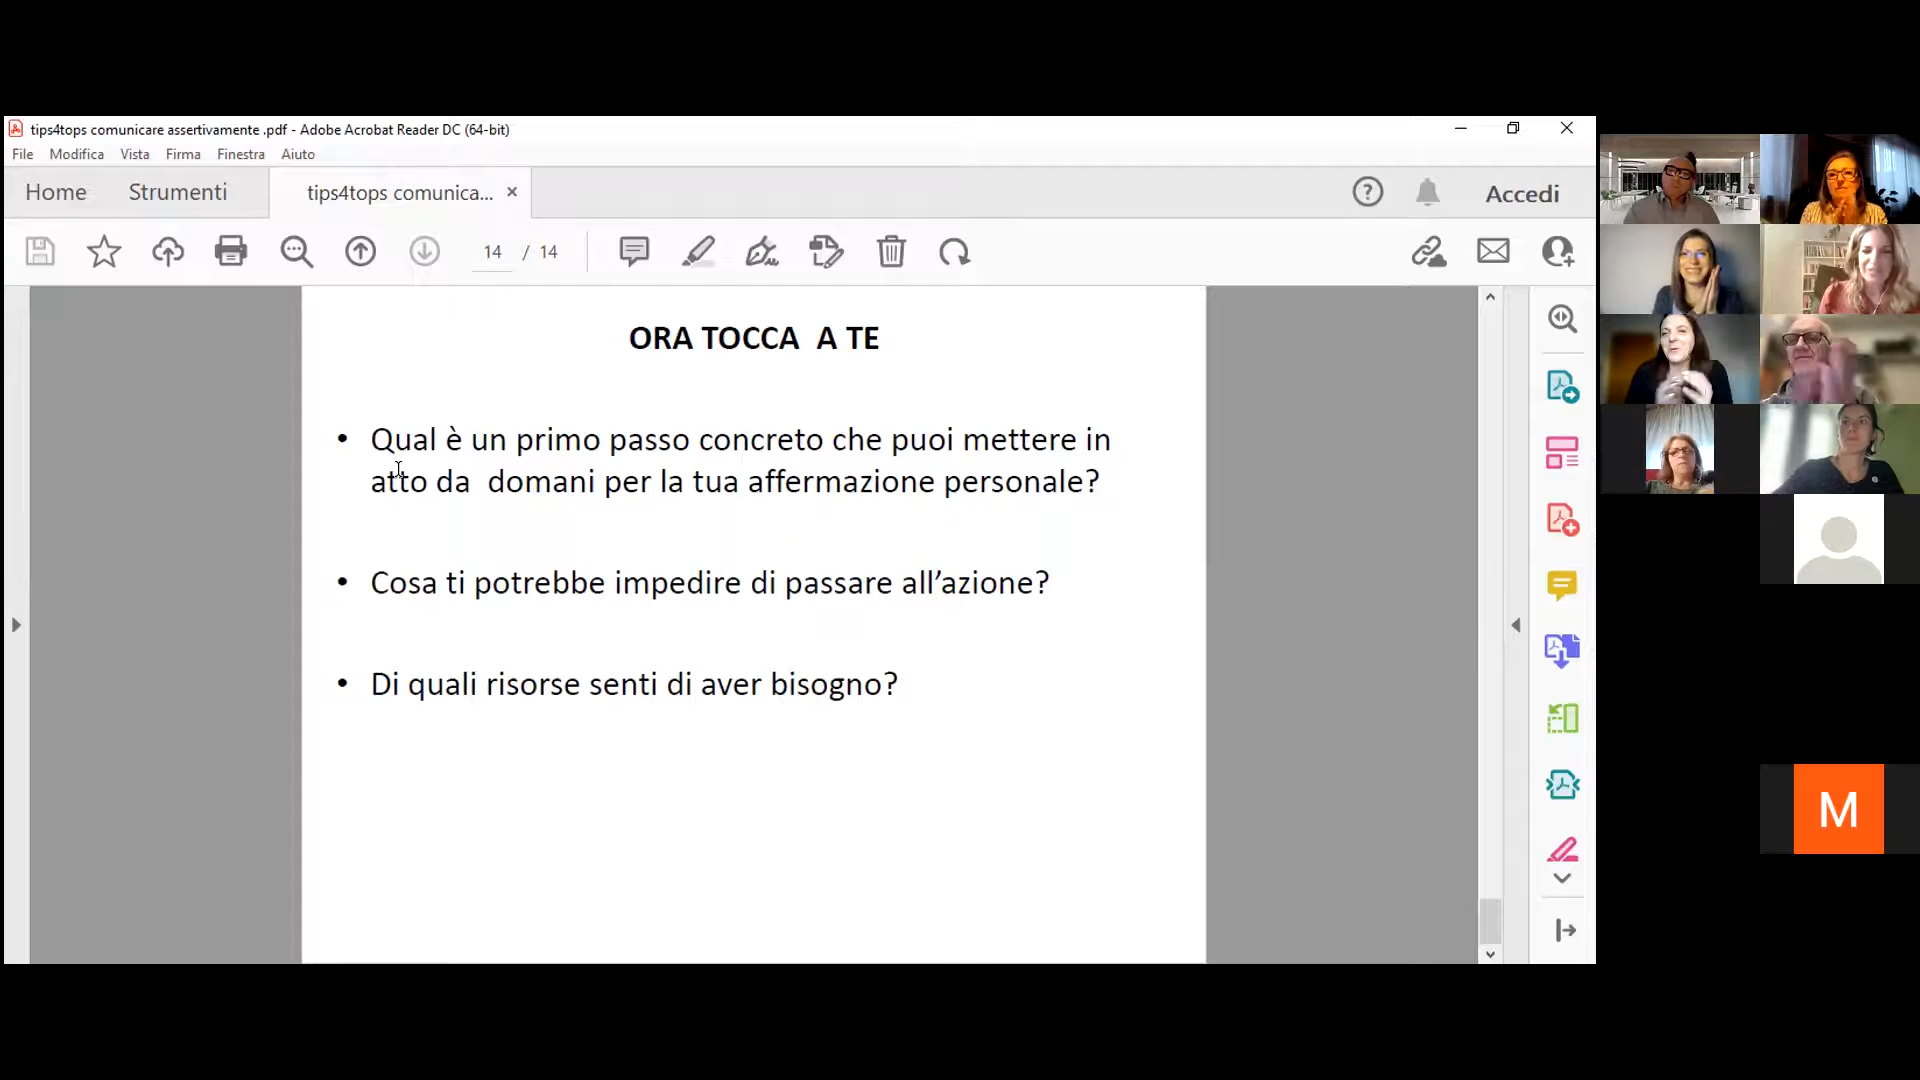 tips4tops comunicare assertivamente .pdf - Adobe Acrobat Reader DC (64-bit)
File Modifica Vista Firma Finestra Aiuto
Home Strumenti tips4tops comunica... Accedi
14 / 14
ORA TOCCA  A TE
• Qual è un primo passo concreto che puoi mettere in
atto da  domani per la tua affermazione personale?
• Cosa ti potrebbe impedire di passare all’azione?
• Di quali risorse senti di aver bisogno?
M